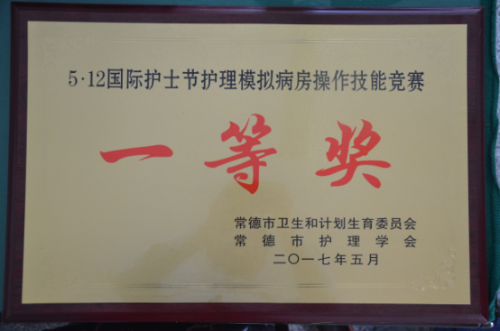 5·12国际护士节护理模拟病房操作技能竞赛
一等奖
常德市卫生和计划生育委员会
常德市护理学会
二〇一七年五月